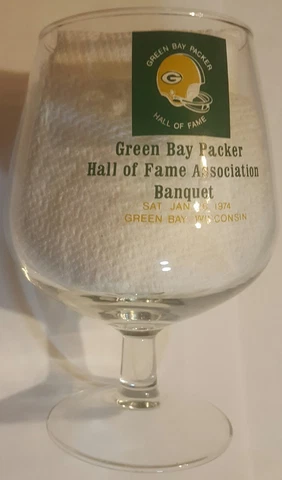 GREEN BAY PACKER
G
HALL OF FAME
Green Bay Packer
Hall of Fame Association
Banquet
SAT. JAN. 1974
GREEN BAY, WISCONSIN